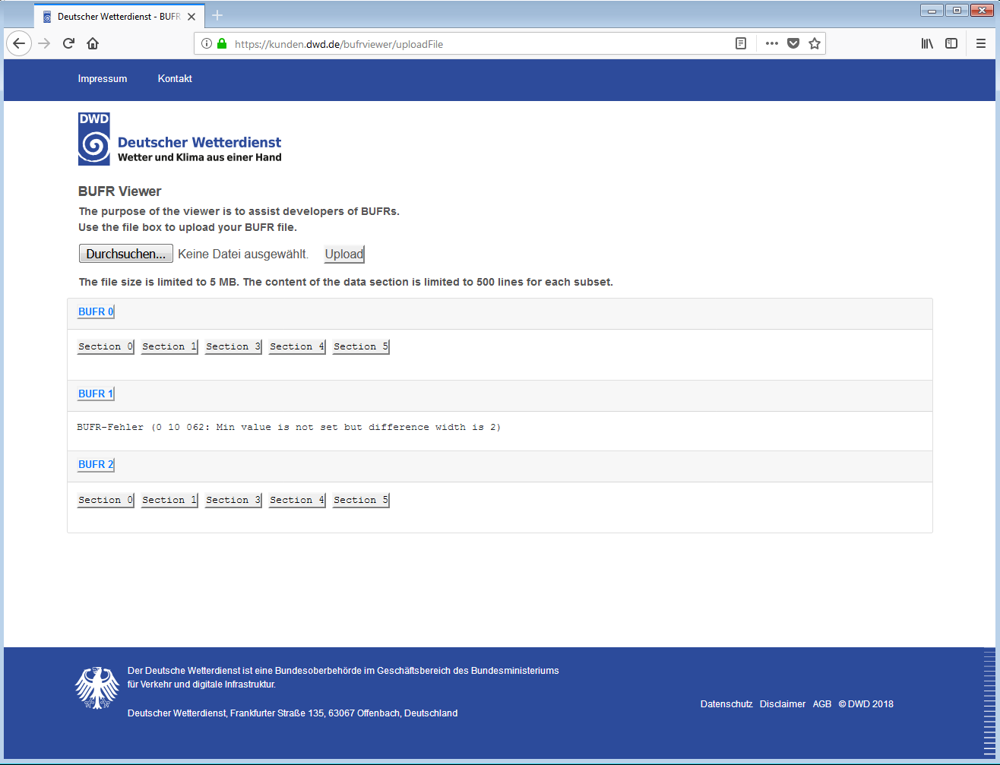 Deutscher Wetterdienst - BUFR
https://kunden.dwd.de/bufrviewer/uploadFile
Impressum Kontakt
DWD
Deutscher Wetterdienst
Wetter und Klima aus einer Hand
BUFR Viewer
The purpose of the viewer is to assist developers of BUFRs.
Use the file box to upload your BUFR file.
Durchsuchen... Keine Datei ausgewählt. Upload
The file size is limited to 5 MB. The content of the data section is limited to 500 lines for each subset.
BUFR 0
Section 0 Section 1 Section 3 Section 4 Section 5
BUFR 1
BUFR-Fehler (0 10 062: Min value is not set but difference width is 2)
BUFR 2
Section 0 Section 1 Section 3 Section 4 Section 5
Der Deutsche Wetterdienst ist eine Bundesoberbehörde im Geschäftsbereich des Bundesministeriums
für Verkehr und digitale Infrastruktur.
Deutscher Wetterdienst, Frankfurter Straße 135, 63067 Offenbach, Deutschland
Datenschutz Disclaimer AGB © DWD 2018